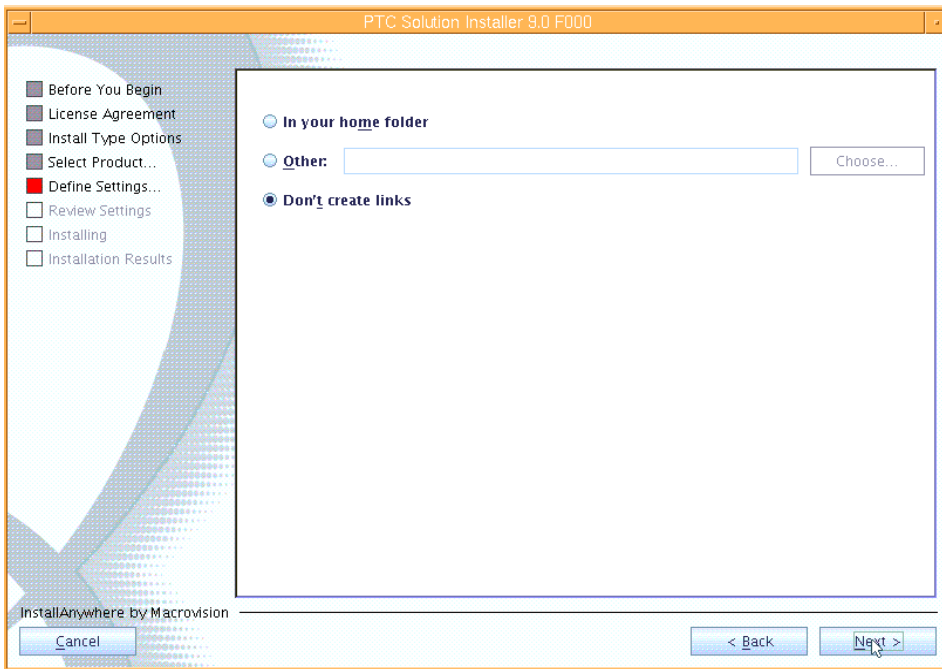 PTC Solution Installer 9.0 F000
Before You Begin
License Agreement
Install Type Options
Select Product...
Define Settings...
Review Settings
Installing
Installation Results
In your home folder
Other:
Choose...
Don't create links
InstallAnywhere by Macrovision
Cancel
< Back
Next >